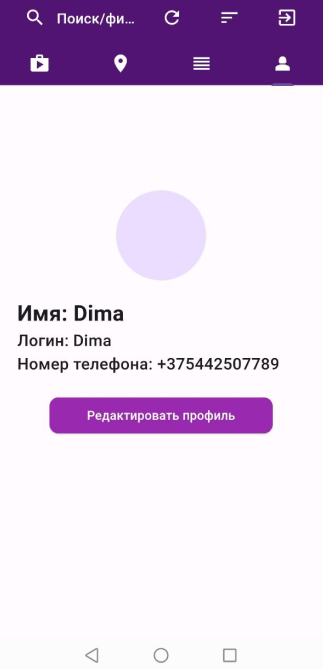 Поиск/фи...
Имя: Dima
Логин: Dima
Номер телефона: +375442507789
Редактировать профиль